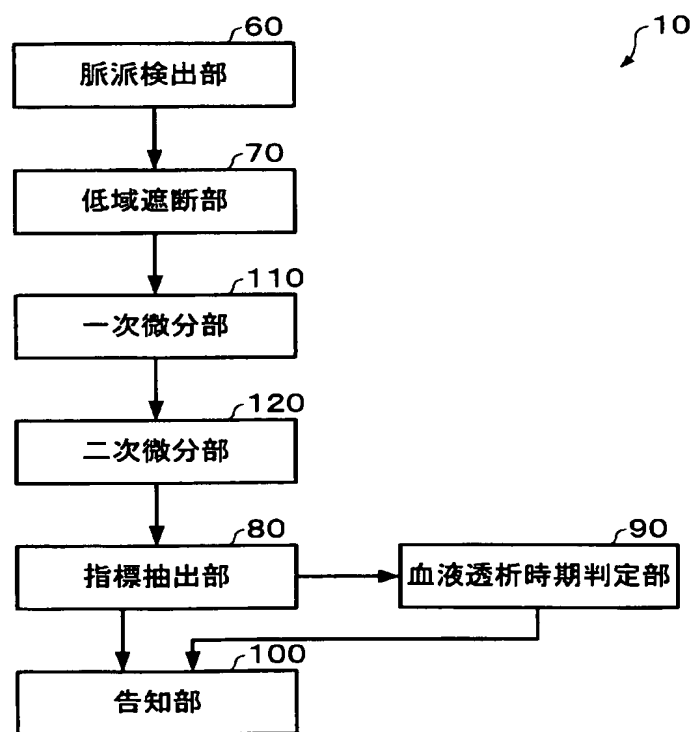 60
10
脈派検出部
70
低域遮断部
110
一次微分部
120
二次微分部
80
90
指標抽出部
血液透析時期判定部
100
告知部